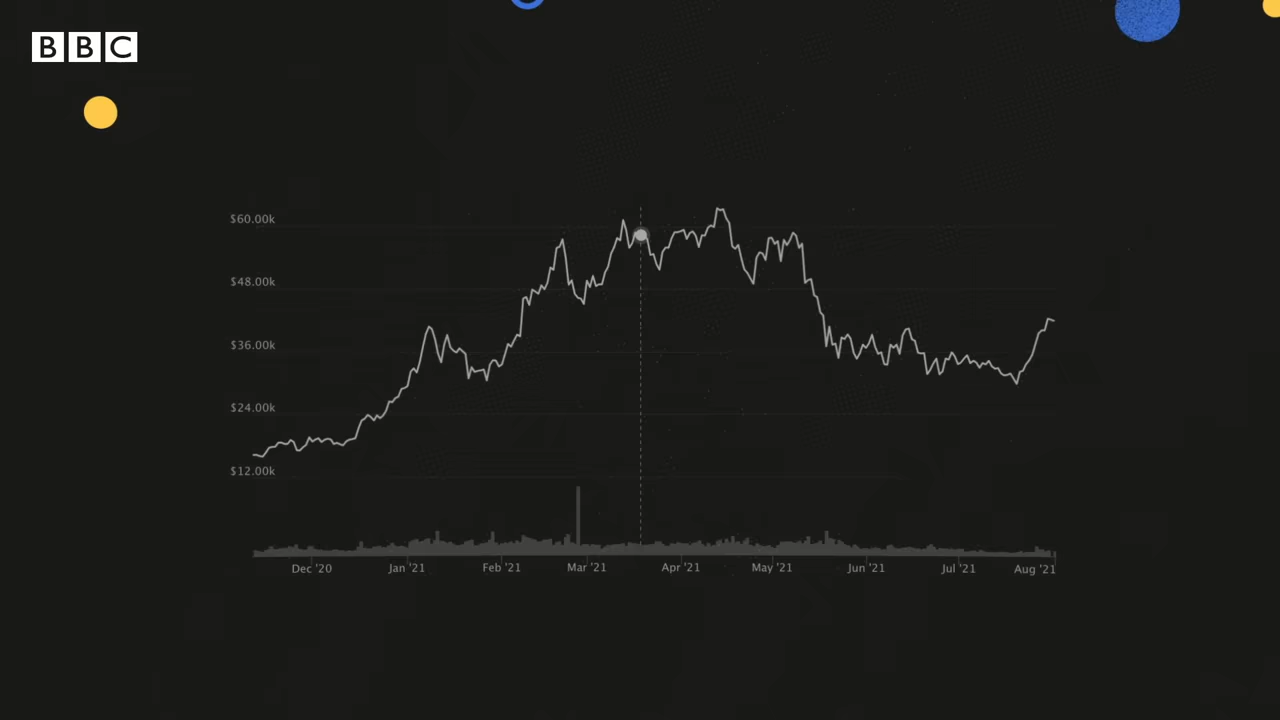 BBC
$60.00k
$48.00k
$36.00k
$24.00k
$12.00k
Dec '20 Jan '21 Feb '21 Mar '21 Apr '21 May '21 Jun '21 Jul '21 Aug '21